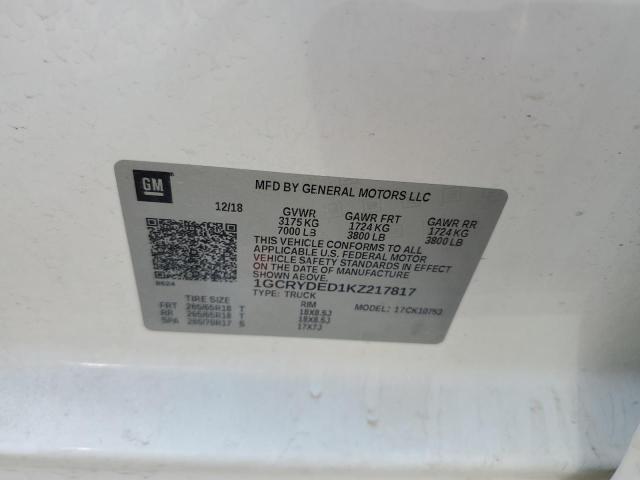 GM
MFD BY GENERAL MOTORS LLC
12/18 GVWR GAWR FRT GAWR RR
3175 KG 1724 KG 1724 KG
7000 LB 3800 LB 3800 LB
THIS VEHICLE CONFORMS TO ALL
APPLICABLE U.S. FEDERAL MOTOR
VEHICLE SAFETY STANDARDS IN
EFFECT ON THE DATE OF MANUFACTURE
SHOWN ABOVE.
1GCRYDED1KZ217817
TYPE: TRUCK MODEL: 17CK10753
TIRE SIZE RIM
FRT 265/65R18 T 18X8.5J
RR 265/65R18 T 18X8.5J
SPA 265/70R17 S 17X7J